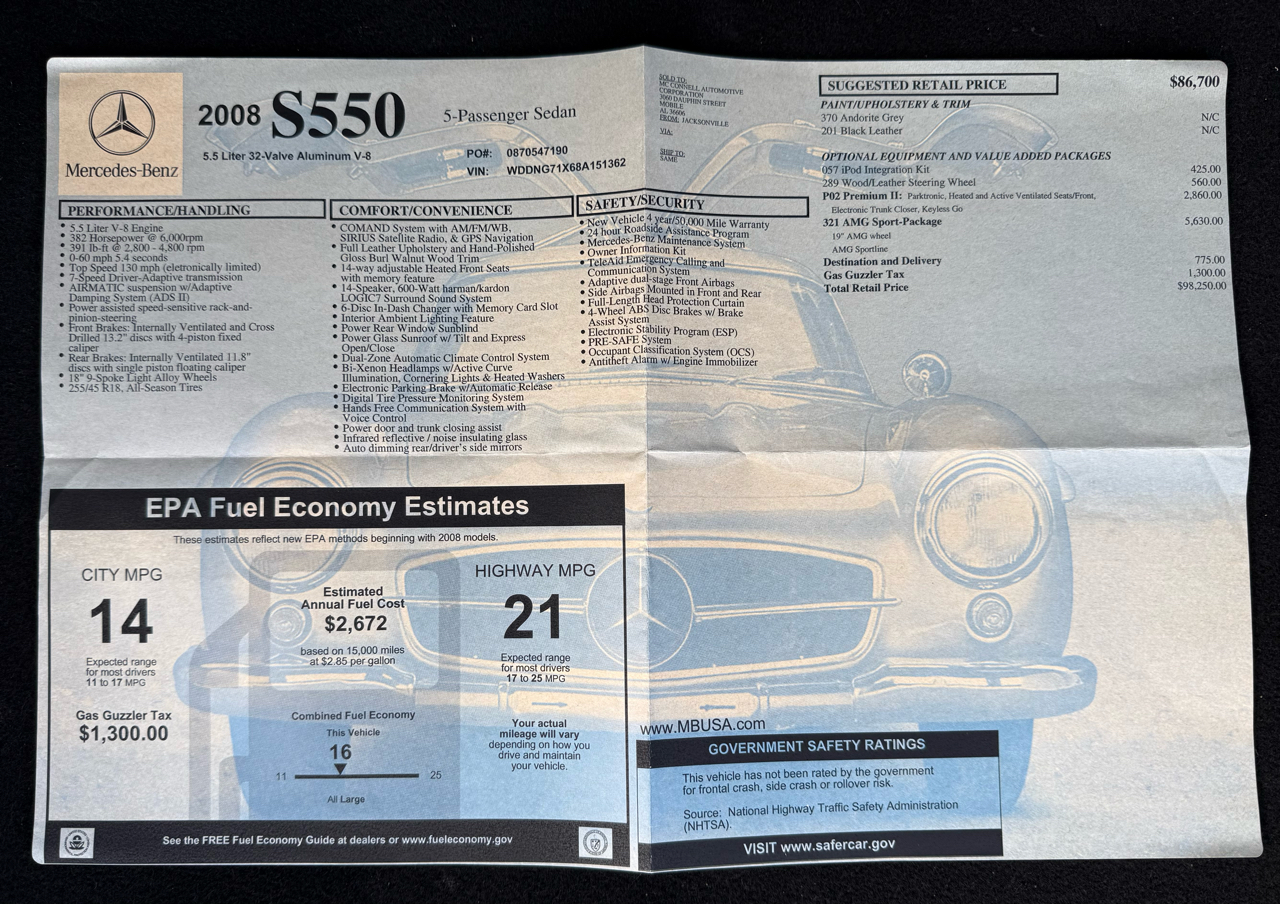 Mercedes-Benz
2008 S550 5-Passenger Sedan
5.5 Liter 32-Valve Aluminum V-8
PO#: 0870547190
VIN: WDDNG71X68A151362
SOLD TO:
MC CONNELL AUTOMOTIVE
CORPORATION
3060 DAUPHIN STREET
MOBILE
AL 36606
FROM: JACKSONVILLE
VIA:
SHIP TO:
SAME
PERFORMANCE/HANDLING
• 5.5 Liter V-8 Engine
• 382 Horsepower @ 6,000rpm
• 391 lb-ft @ 2,800 - 4,800 rpm
• 0-60 mph 5.4 seconds
• Top Speed 130 mph (eletronically limited)
• 7-Speed Driver-Adaptive transmission
• AIRMATIC suspension w/Adaptive
Damping System (ADS II)
• Power assisted speed-sensitive rack-and-
pinion-steering
• Front Brakes: Internally Ventilated and Cross
Drilled 13.2" discs with 4-piston fixed
caliper
• Rear Brakes: Internally Ventilated 11.8"
discs with single piston floating caliper
• 18" 9-Spoke Light Alloy Wheels
• 255/45 R18, All-Season Tires
COMFORT/CONVENIENCE
• COMAND System with AM/FM/WB,
SIRIUS Satellite Radio, & GPS Navigation
• Full Leather Upholstery and Hand-Polished
Gloss Burl Walnut Wood Trim
• 14-way adjustable Heated Front Seats
with memory feature
• 14-Speaker, 600-Watt harman/kardon
LOGIC7 Surround Sound System
• 6-Disc In-Dash Changer with Memory Card Slot
• Interior Ambient Lighting Feature
• Power Rear Window Sunblind
• Power Glass Sunroof w/ Tilt and Express
Open/Close
• Dual-Zone Automatic Climate Control System
• Bi-Xenon Headlamps w/Active Curve
Illumination, Cornering Lights & Heated Washers
• Electronic Parking Brake w/Automatic Release
• Digital Tire Pressure Monitoring System
• Hands Free Communication System with
Voice Control
• Power door and trunk closing assist
• Infrared reflective / noise insulating glass
• Auto dimming rear/driver's side mirrors
SAFETY/SECURITY
• New Vehicle 4 year/50,000 Mile Warranty
• 24 hour Roadside Assistance Program
• Mercedes-Benz Maintenance System
• Owner Information Kit
• TeleAid Emergency Calling and
Communication System
• Adaptive dual-stage Front Airbags
• Side Airbags Mounted in Front and Rear
• Full-Length Head Protection Curtain
• 4-Wheel ABS Disc Brakes w/ Brake
Assist System
• Electronic Stability Program (ESP)
• PRE-SAFE System
• Occupant Classification System (OCS)
• Antitheft Alarm w/ Engine Immobilizer
SUGGESTED RETAIL PRICE $86,700
PAINT/UPHOLSTERY & TRIM
370 Andorite Grey N/C
201 Black Leather N/C
OPTIONAL EQUIPMENT AND VALUE ADDED PACKAGES
057 iPod Integration Kit 425.00
289 Wood/Leather Steering Wheel 560.00
P02 Premium II: Parktronic, Heated and Active Ventilated Seats/Front, 2,860.00
Electronic Trunk Closer, Keyless Go
321 AMG Sport-Package 5,630.00
19" AMG wheel
AMG Sportline
Destination and Delivery 775.00
Gas Guzzler Tax 1,300.00
Total Retail Price $98,250.00
EPA Fuel Economy Estimates
These estimates reflect new EPA methods beginning with 2008 models.
CITY MPG
14
Expected range
for most drivers
11 to 17 MPG
Gas Guzzler Tax
$1,300.00
Estimated
Annual Fuel Cost
$2,672
based on 15,000 miles
at $2.85 per gallon
Combined Fuel Economy
This Vehicle
16
11 25
All Large
HIGHWAY MPG
21
Expected range
for most drivers
17 to 25 MPG
Your actual
mileage will vary
depending on how you
drive and maintain
your vehicle.
See the FREE Fuel Economy Guide at dealers or www.fueleconomy.gov
www.MBUSA.com
GOVERNMENT SAFETY RATINGS
This vehicle has not been rated by the government
for frontal crash, side crash or rollover risk.
Source: National Highway Traffic Safety Administration
(NHTSA).
VISIT www.safercar.gov